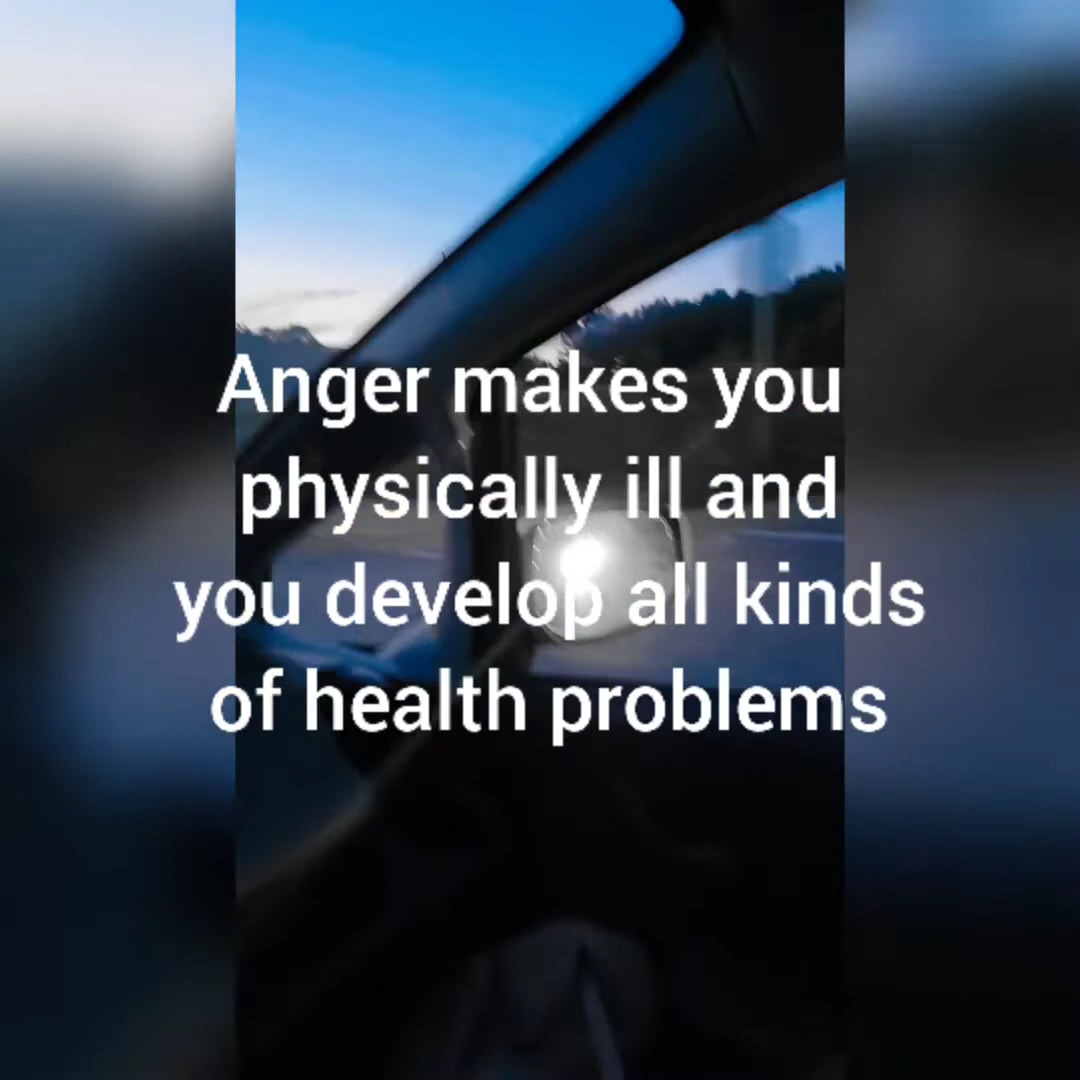 Anger makes you
physically ill and
you develop all kinds
of health problems